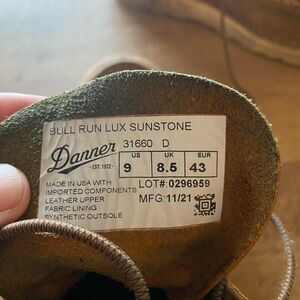 BULL RUN LUX SUNSTONE
Danner 31660 D
EST. 1932
US UK EUR
9 8.5 43
MADE IN USA WITH
IMPORTED COMPONENTS
LEATHER UPPER
FABRIC LINING
SYNTHETIC OUTSOLE
LOT#:0296959
MFG:11/21